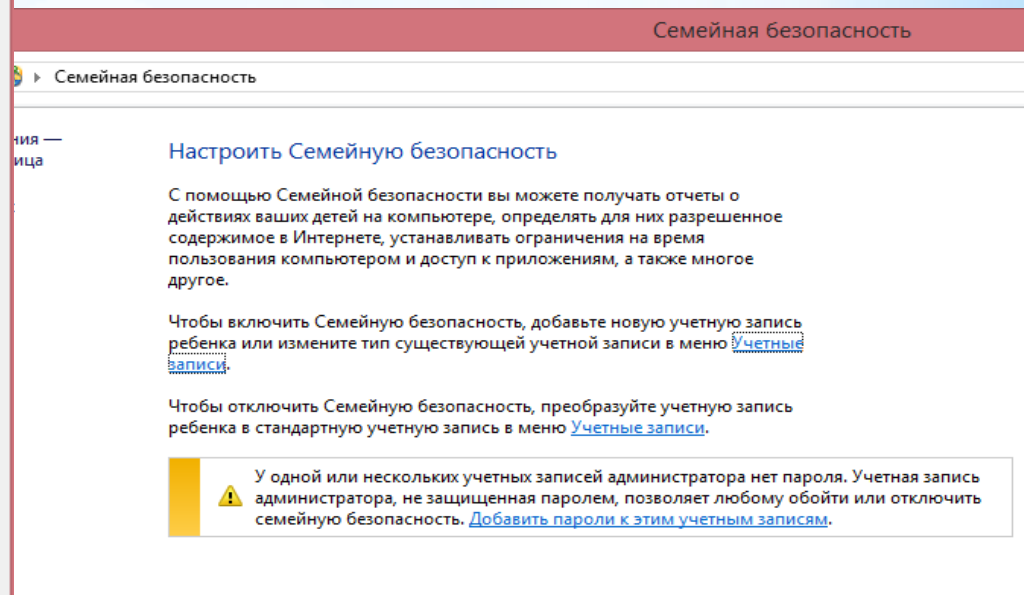 Семейная безопасность
Семейная безопасность
ния —
ица
Настроить Семейную безопасность
С помощью Семейной безопасности вы можете получать отчеты о
действиях ваших детей на компьютере, определять для них разрешенное
содержимое в Интернете, устанавливать ограничения на время
пользования компьютером и доступ к приложениям, а также многое
другое.
Чтобы включить Семейную безопасность, добавьте новую учетную запись
ребенка или измените тип существующей учетной записи в меню Учетные
записи.
Чтобы отключить Семейную безопасность, преобразуйте учетную запись
ребенка в стандартную учетную запись в меню Учетные записи.
У одной или нескольких учетных записей администратора нет пароля. Учетная запись
администратора, не защищенная паролем, позволяет любому обойти или отключить
семейную безопасность. Добавить пароли к этим учетным записям.